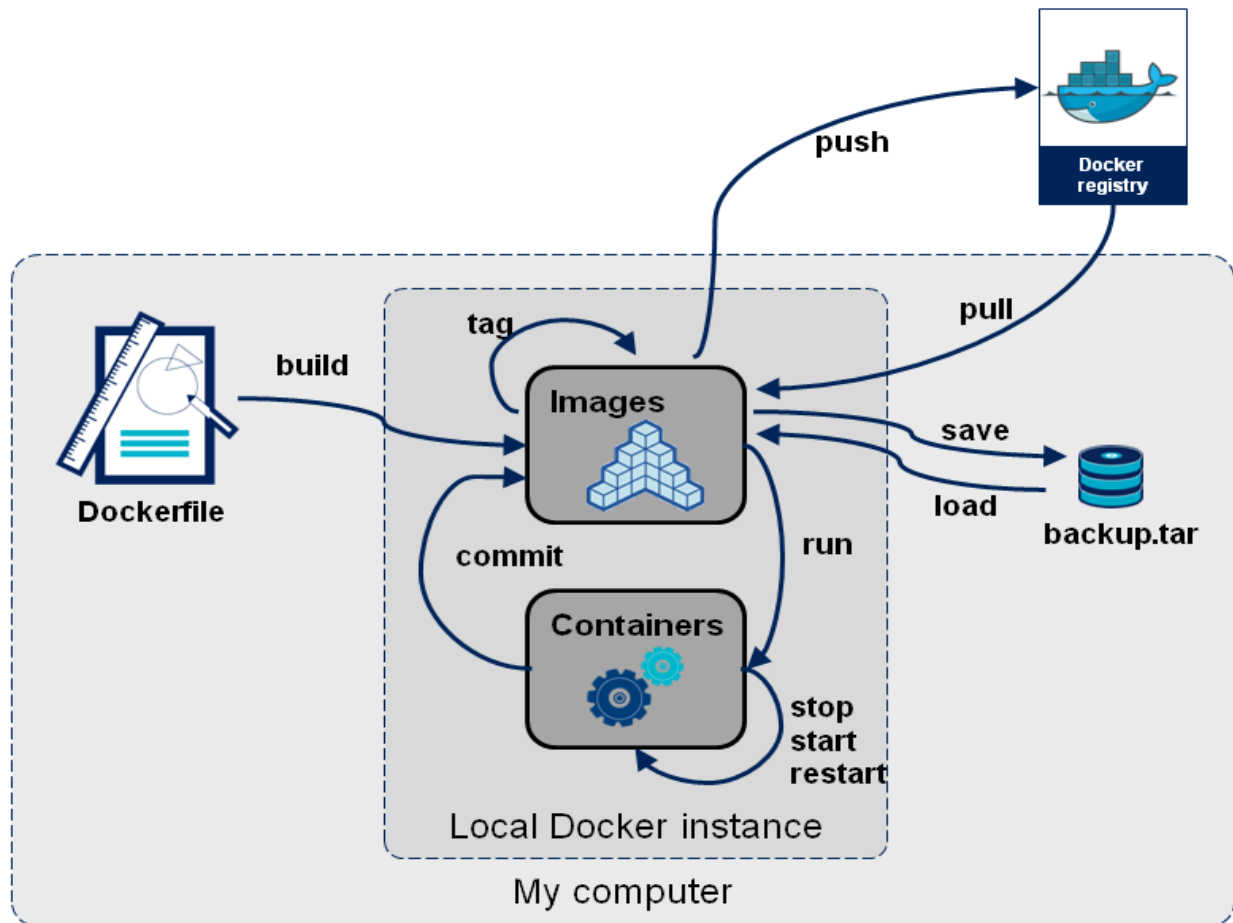 Docker
registry
push
pull
tag
build
Images
save
load
Dockerfile
backup.tar
commit
run
Containers
stop
start
restart
Local Docker instance
My computer